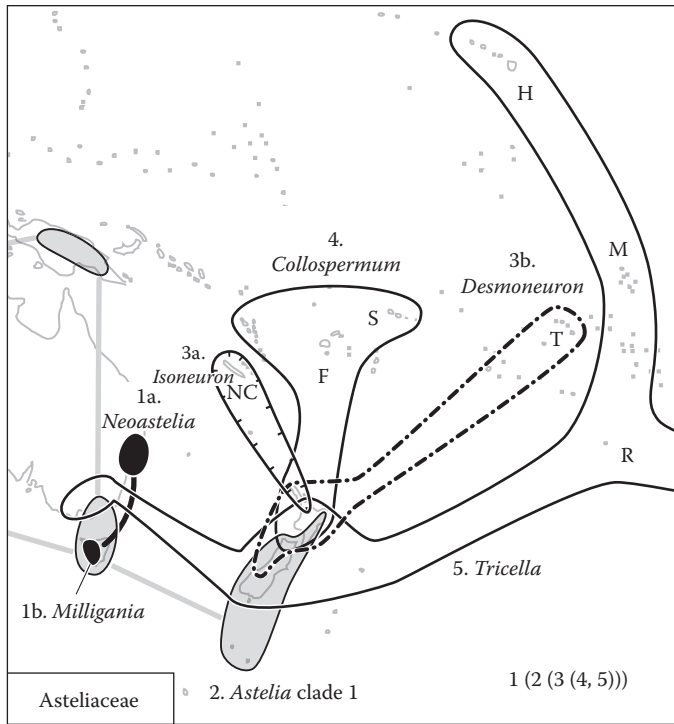 H
4.
Collospermum
M
3b.
Desmoneuron
S
3a.
Isoneuron
T
F
NC
1a.
Neoastelia
R
5. Tricella
1b. Milligania
1 (2 (3 (4, 5)))
Asteliaceae
2. Astelia clade 1